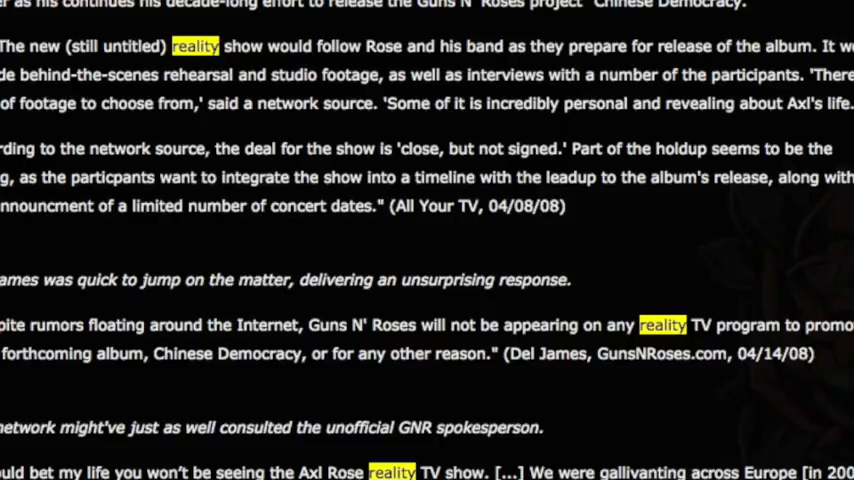 er as his continues his decade-long effort to release the Guns N' Roses project "Chinese Democracy."
The new (still untitled) reality show would follow Rose and his band as they prepare for release of the album. It w
de behind-the-scenes rehearsal and studio footage, as well as interviews with a number of the participants. 'There
of footage to choose from,' said a network source. 'Some of it is incredibly personal and revealing about Axl's life.
rding to the network source, the deal for the show is 'close, but not signed.' Part of the holdup seems to be the
g, as the particpants want to integrate the show into a timeline with the leadup to the album's release, along with
nnouncment of a limited number of concert dates." (All Your TV, 04/08/08)
ames was quick to jump on the matter, delivering an unsurprising response.
pite rumors floating around the Internet, Guns N' Roses will not be appearing on any reality TV program to promo
forthcoming album, Chinese Democracy, or for any other reason." (Del James, GunsNRoses.com, 04/14/08)
network might've just as well consulted the unofficial GNR spokesperson.
ould bet my life you won't be seeing the Axl Rose reality TV show. [...] We were gallivanting across Europe [in 200